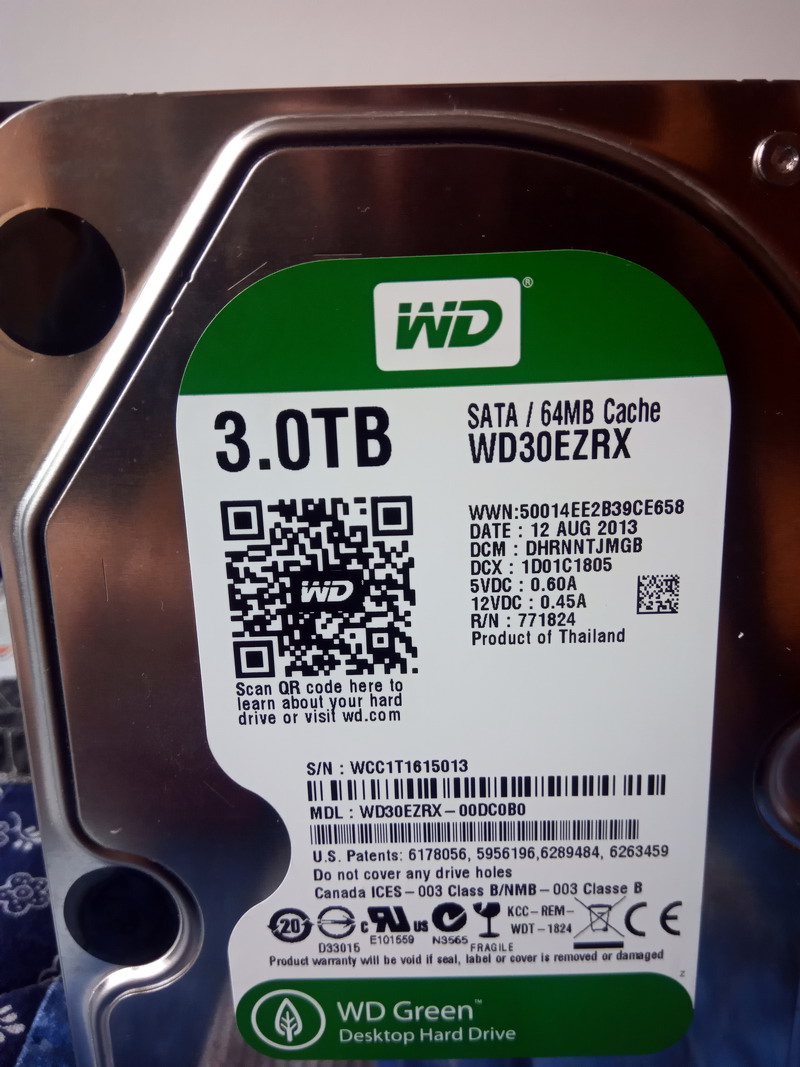 WD®
3.0TB
SATA / 64MB Cache
WD30EZRX
WWN:50014EE2B39CE658
DATE : 12 AUG 2013
DCM : DHRNNTJMGB
DCX : 1D01C1805
5VDC : 0.60A
12VDC : 0.45A
R/N : 771824
Product of Thailand
WD
Scan QR code here to
learn about your hard
drive or visit wd.com
S/N : WCC1T1615013
MDL : WD30EZRX-00DC0B0
U.S. Patents: 6178056, 5956196,6289484, 6263459
Do not cover any drive holes
Canada ICES-003 Class B/NMB-003 Classe B
20
D33015
c UL us
E101559
N3565
FRAGILE
KCC-REM-
WDT-1824
CE
Product warranty will be void if seal, label or cover is removed or damaged
Z
WD Green™
Desktop Hard Drive